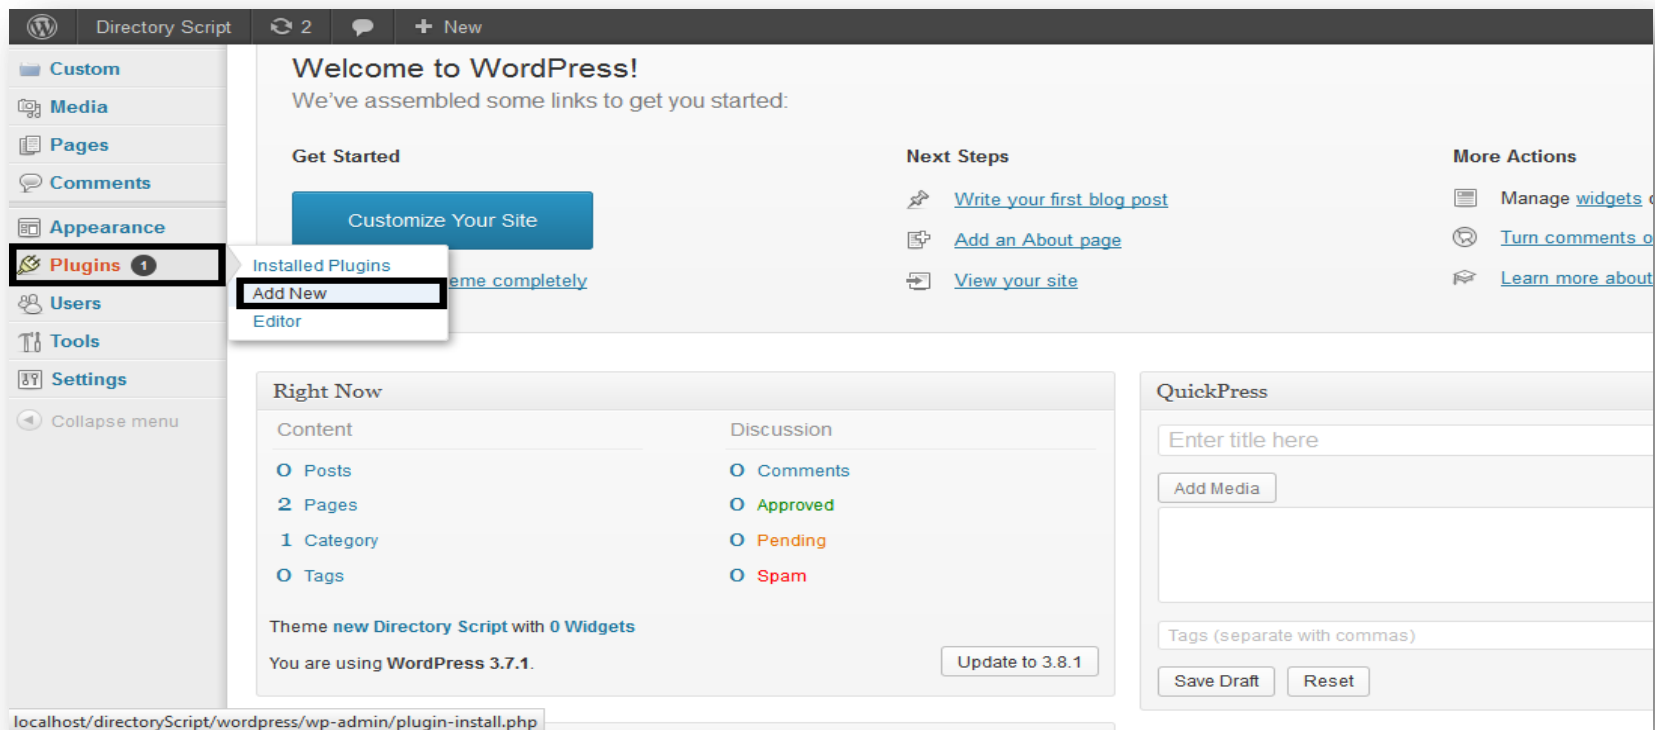 Directory Script 2 + New
Custom
Media
Pages
Comments
Appearance
Plugins 1
Users
Tools
Settings
Collapse menu
Installed Plugins
Add New
Editor
Welcome to WordPress!
We've assembled some links to get you started:
Get Started
Customize Your Site
eme completely
Next Steps
Write your first blog post
Add an About page
View your site
More Actions
Manage widgets
Turn comments
Learn more about
Right Now
Content
0 Posts
2 Pages
1 Category
0 Tags
Discussion
0 Comments
0 Approved
0 Pending
0 Spam
Theme new Directory Script with 0 Widgets
You are using WordPress 3.7.1.
Update to 3.8.1
QuickPress
Enter title here
Add Media
Tags (separate with commas)
Save Draft Reset
localhost/directoryScript/wordpress/wp-admin/plugin-install.php